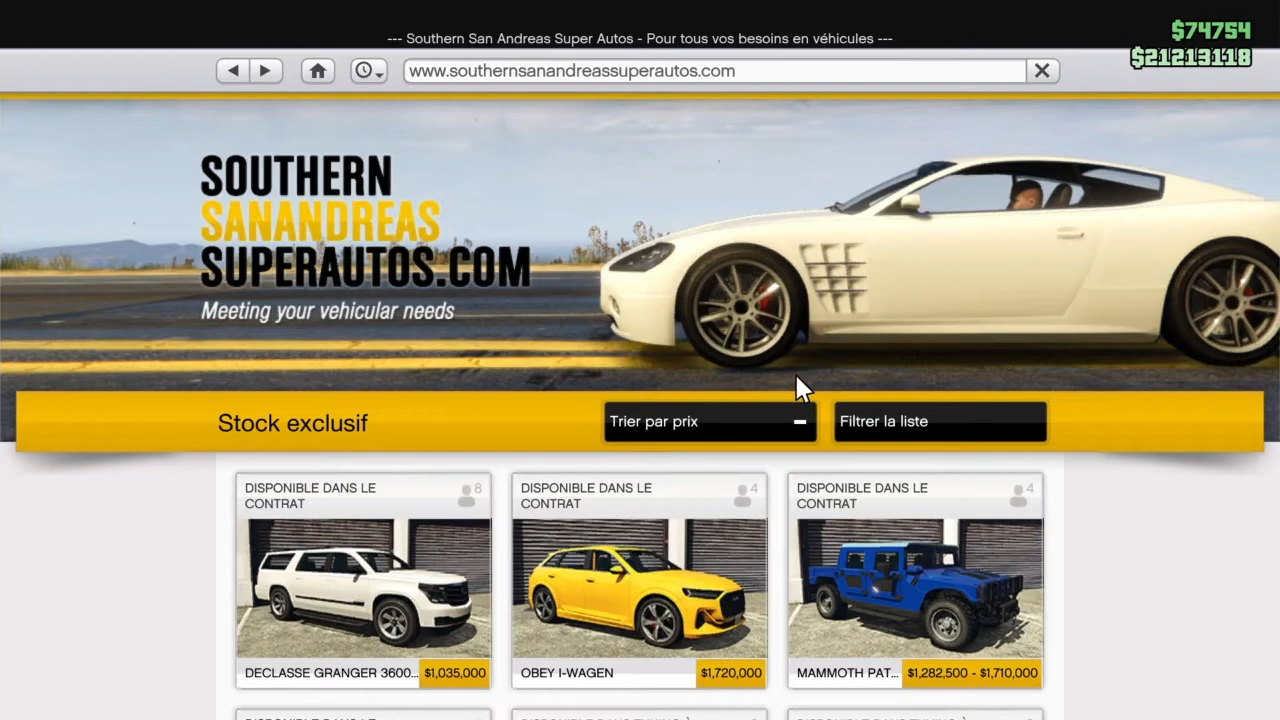 --- Southern San Andreas Super Autos - Pour tous vos besoins en véhicules ---
$74754
$21213118
www.southernsanandreassuperautos.com
SOUTHERN
SANANDREAS
SUPERAUTOS.COM
Meeting your vehicular needs
Stock exclusif
Trier par prix
Filtrer la liste
DISPONIBLE DANS LE
CONTRAT
8
DISPONIBLE DANS LE
CONTRAT
4
DISPONIBLE DANS LE
CONTRAT
4
DECLASSE GRANGER 3600... $1,035,000
OBEY I-WAGEN $1,720,000
MAMMOTH PAT... $1,282,500 - $1,710,000